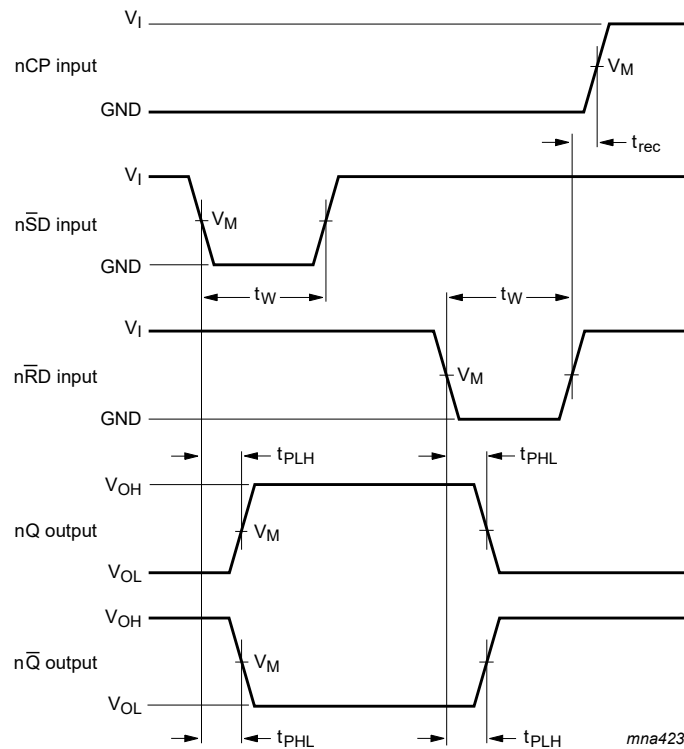 V_I
nCP input
V_M
GND
t_rec
V_I
nS̅D input
V_M
GND
t_W
t_W
V_I
nR̅D input
V_M
GND
t_PLH
t_PHL
V_OH
nQ output
V_M
V_OL
V_OH
nQ̅ output
V_M
V_OL
t_PHL
t_PLH
mna423